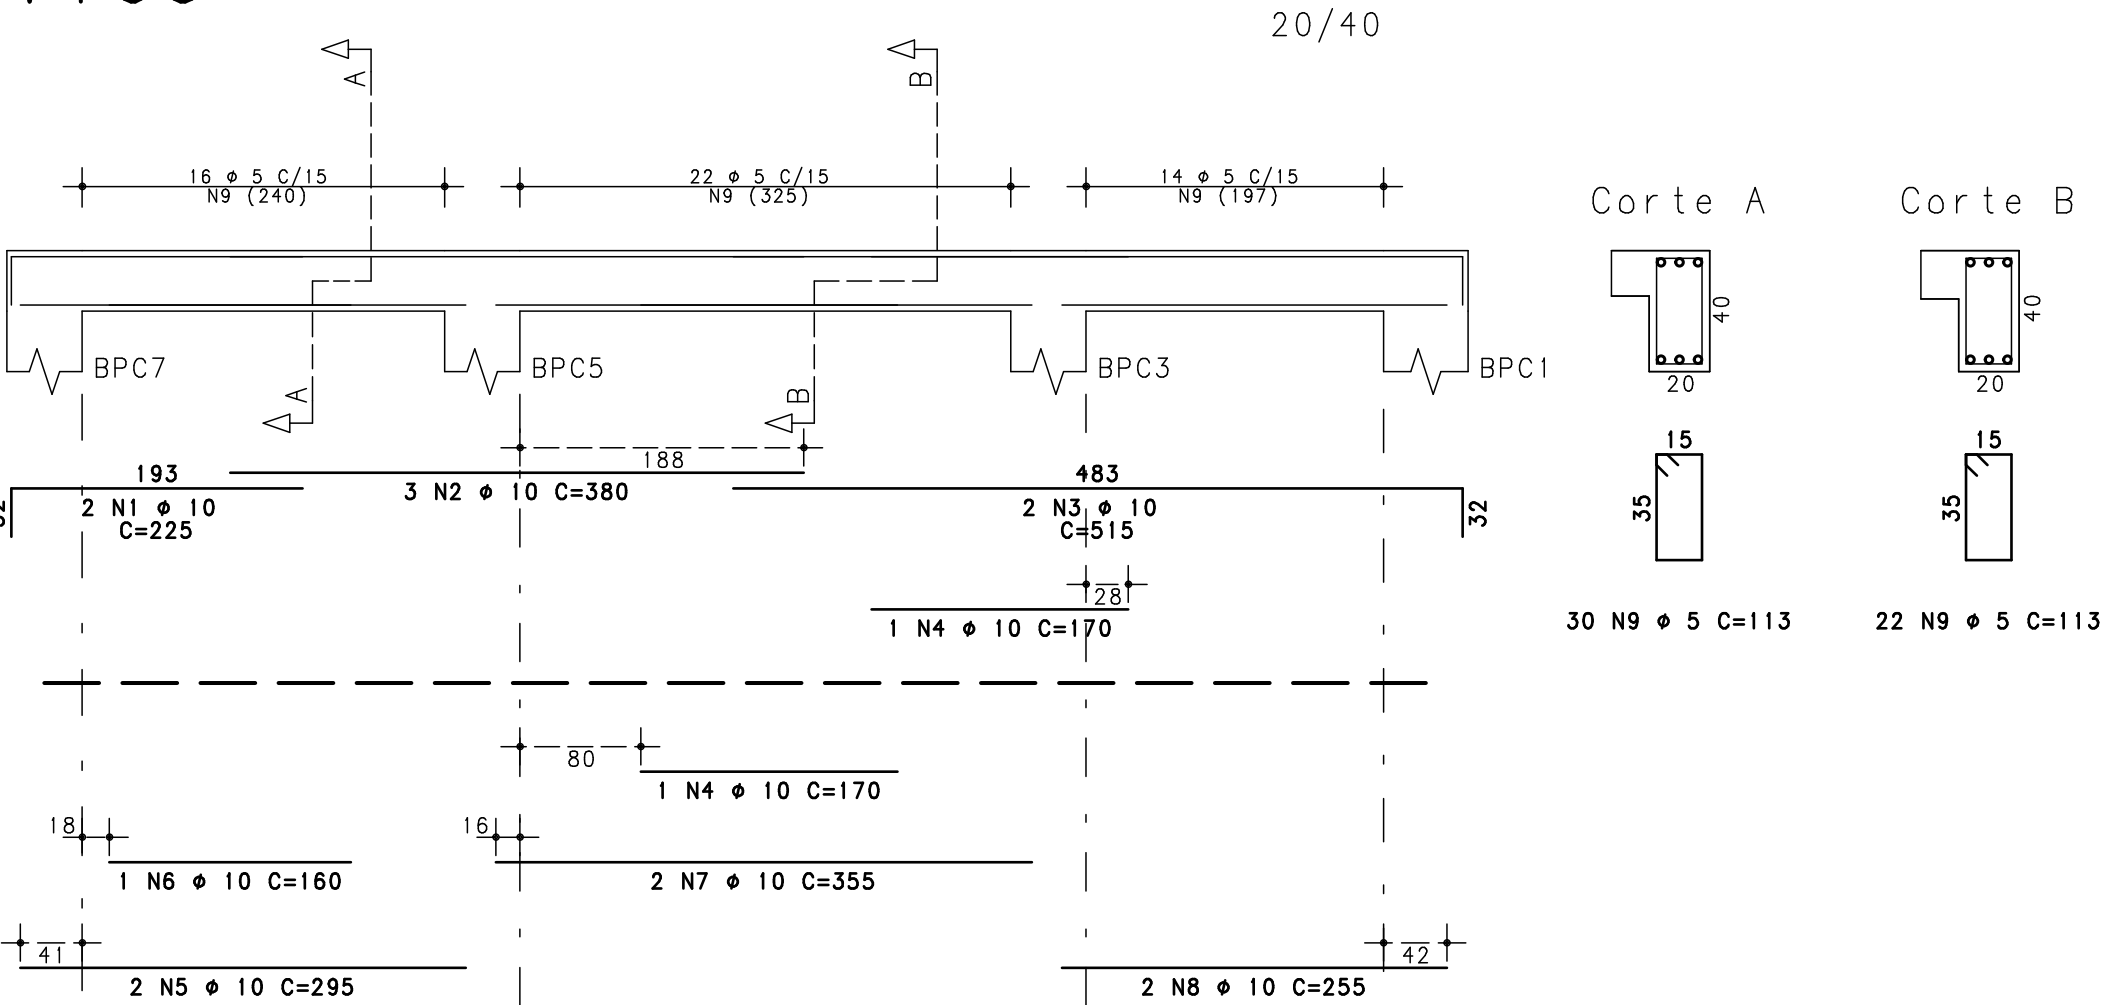 20/40
A
B
16 ϕ 5 C/15
N9 (240)
22 ϕ 5 C/15
N9 (325)
14 ϕ 5 C/15
N9 (197)
Corte A
Corte B
40
20
40
20
BPC7
BPC5
BPC3
BPC1
A
B
188
193
2 N1 ϕ 10
C=225
3 N2 ϕ 10 C=380
483
2 N3 ϕ 10
C=515
32
15
35
15
35
28
1 N4 ϕ 10 C=170
30 N9 ϕ 5 C=113
22 N9 ϕ 5 C=113
80
1 N4 ϕ 10 C=170
18
1 N6 ϕ 10 C=160
16
2 N7 ϕ 10 C=355
41
2 N5 ϕ 10 C=295
42
2 N8 ϕ 10 C=255